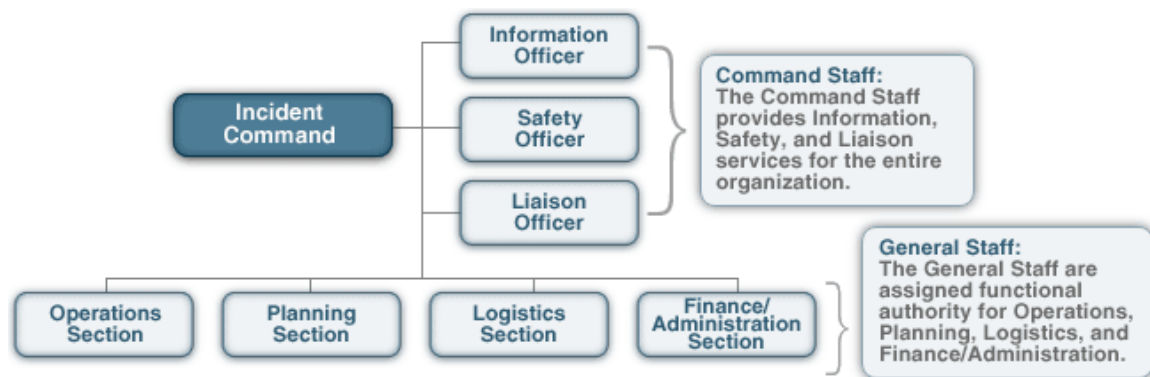 Information
Officer
Incident
Command
Safety
Officer
Liaison
Officer
Command Staff:
The Command Staff
provides Information,
Safety, and Liaison
services for the entire
organization.
Operations
Section
Planning
Section
Logistics
Section
Finance/
Administration
Section
General Staff:
The General Staff are
assigned functional
authority for Operations,
Planning, Logistics, and
Finance/Administration.